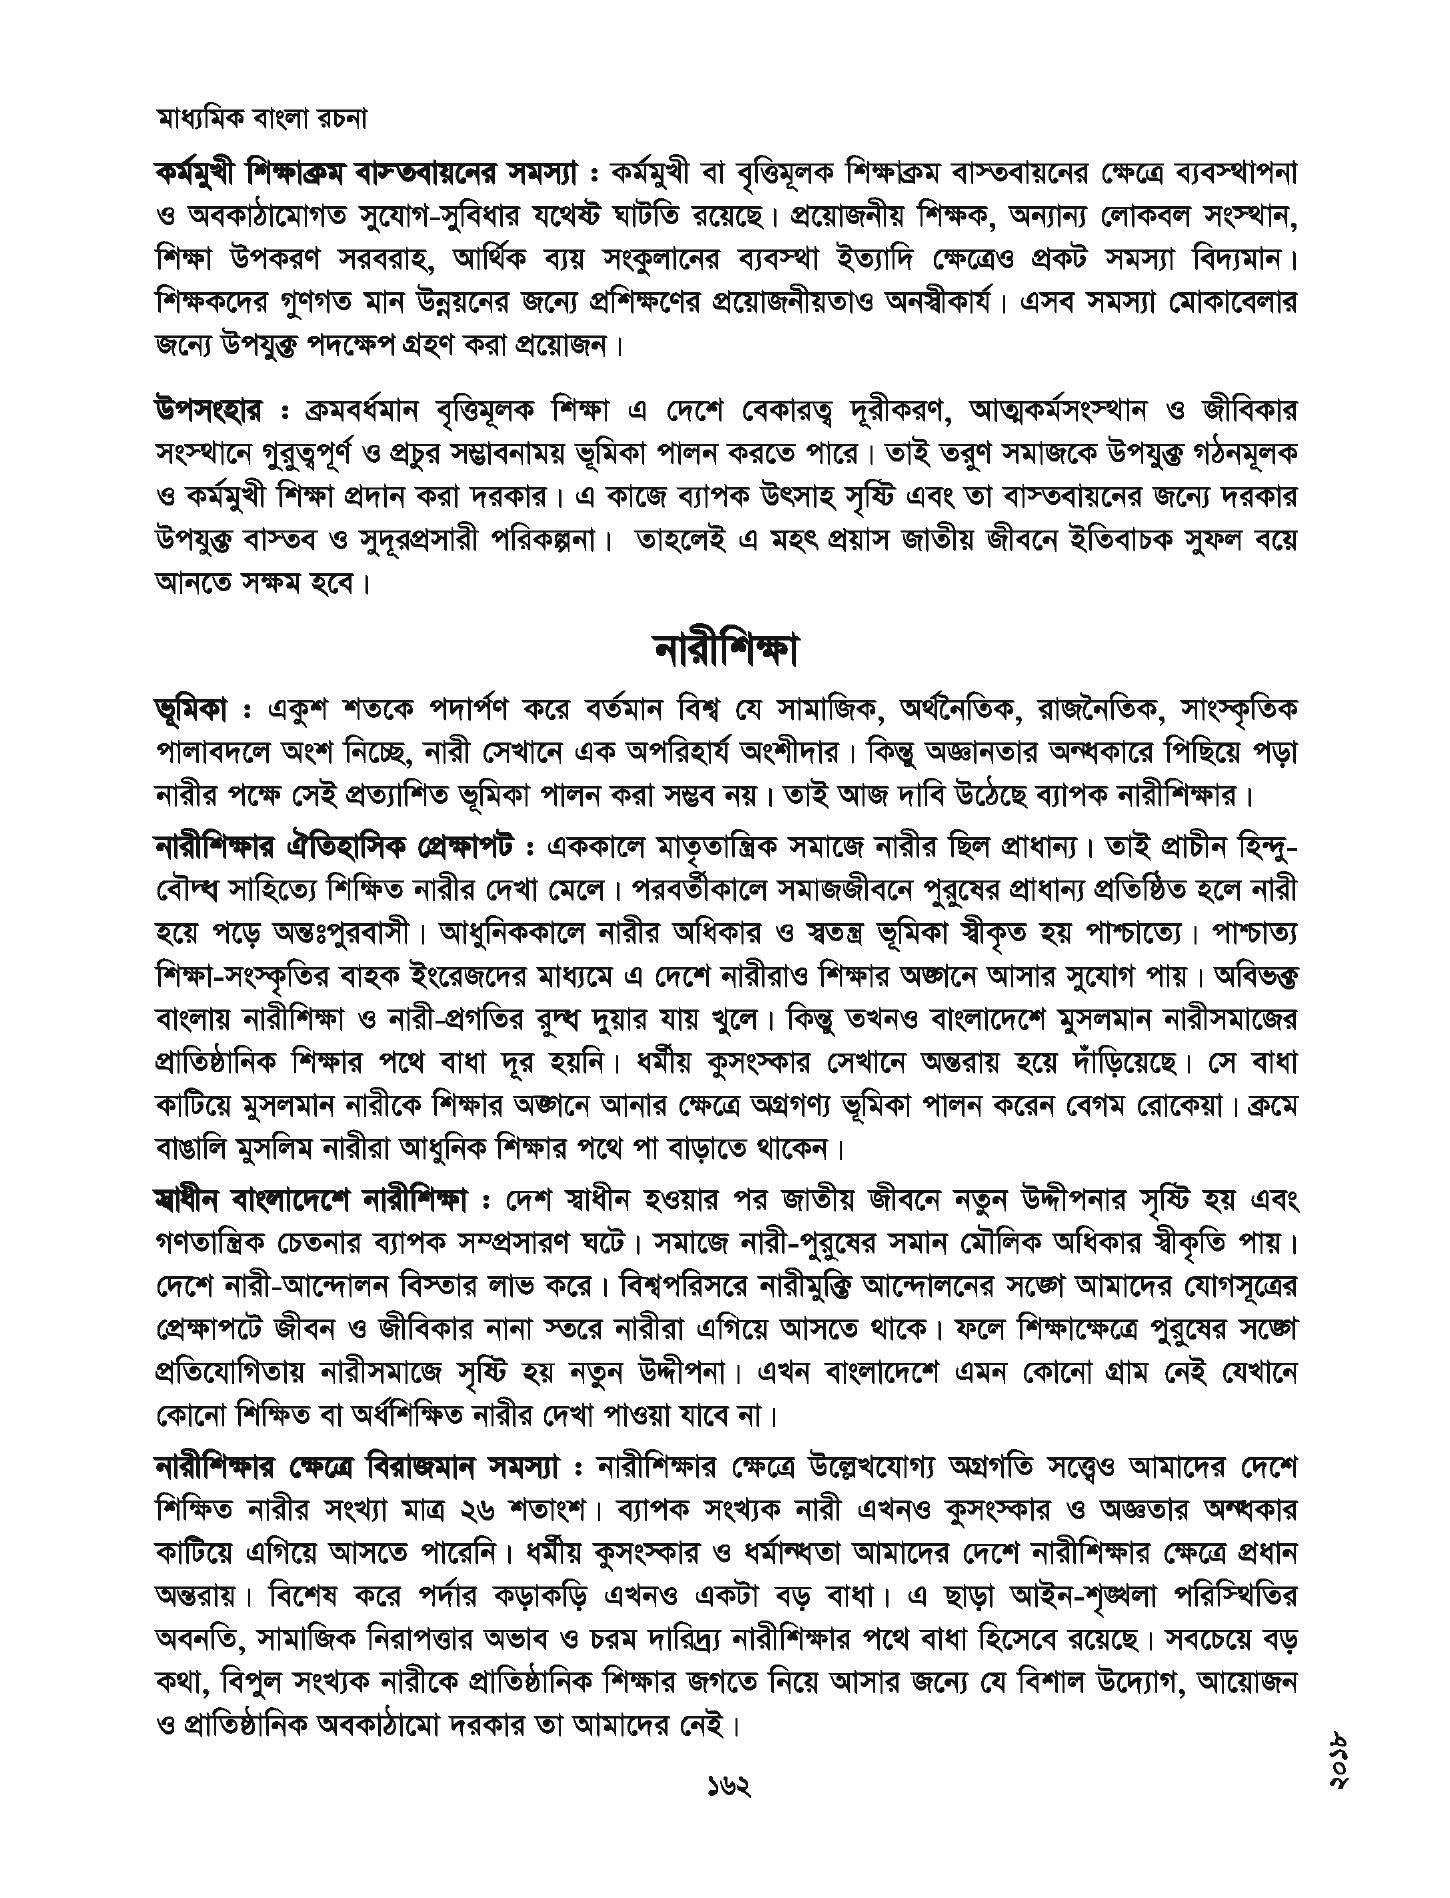 মাধ্যমিক বাংলা রচনা
কর্মমুখী শিক্ষাক্রম বাস্তবায়নের সমস্যা : কর্মমুখী বা বৃত্তিমূলক শিক্ষাক্রম বাস্তবায়নের ক্ষেত্রে ব্যবস্থাপনা
ও অবকাঠামোগত সুযোগ-সুবিধার যথেষ্ট ঘাটতি রয়েছে। প্রয়োজনীয় শিক্ষক, অন্যান্য লোকবল সংস্থান,
শিক্ষা উপকরণ সরবরাহ, আর্থিক ব্যয় সংকুলানের ব্যবস্থা ইত্যাদি ক্ষেত্রেও প্রকট সমস্যা বিদ্যমান।
শিক্ষকদের গুণগত মান উন্নয়নের জন্যে প্রশিক্ষণের প্রয়োজনীয়তাও অনস্বীকার্য। এসব সমস্যা মোকাবেলার
জন্যে উপযুক্ত পদক্ষেপ গ্রহণ করা প্রয়োজন।
উপসংহার : ক্রমবর্ধমান বৃত্তিমূলক শিক্ষা এ দেশে বেকারত্ব দূরীকরণ, আত্মকর্মসংস্থান ও জীবিকার
সংস্থানে গুরুত্বপূর্ণ ও প্রচুর সম্ভাবনাময় ভূমিকা পালন করতে পারে। তাই তরুণ সমাজকে উপযুক্ত গঠনমূলক
ও কর্মমুখী শিক্ষা প্রদান করা দরকার। এ কাজে ব্যাপক উৎসাহ সৃষ্টি এবং তা বাস্তবায়নের জন্যে দরকার
উপযুক্ত বাস্তব ও সুদূরপ্রসারী পরিকল্পনা। তাহলেই এ মহৎ প্রয়াস জাতীয় জীবনে ইতিবাচক সুফল বয়ে
আনতে সক্ষম হবে।
নারীশিক্ষা
ভূমিকা : একুশ শতকে পদার্পণ করে বর্তমান বিশ্ব যে সামাজিক, অর্থনৈতিক, রাজনৈতিক, সাংস্কৃতিক
পালাবদলে অংশ নিচ্ছে, নারী সেখানে এক অপরিহার্য অংশীদার। কিন্তু অজ্ঞানতার অন্ধকারে পিছিয়ে পড়া
নারীর পক্ষে সেই প্রত্যাশিত ভূমিকা পালন করা সম্ভব নয়। তাই আজ দাবি উঠেছে ব্যাপক নারীশিক্ষার।
নারীশিক্ষার ঐতিহাসিক প্রেক্ষাপট : এককালে মাতৃতান্ত্রিক সমাজে নারীর ছিল প্রাধান্য। তাই প্রাচীন হিন্দু-
বৌদ্ধ সাহিত্যে শিক্ষিত নারীর দেখা মেলে। পরবর্তীকালে সমাজজীবনে পুরুষের প্রাধান্য প্রতিষ্ঠিত হলে নারী
হয়ে পড়ে অন্তঃপুরবাসী। আধুনিককালে নারীর অধিকার ও স্বতন্ত্র ভূমিকা স্বীকৃত হয় পাশ্চাত্যে। পাশ্চাত্য
শিক্ষা-সংস্কৃতির বাহক ইংরেজদের মাধ্যমে এ দেশে নারীরাও শিক্ষার অঙ্গনে আসার সুযোগ পায়। অবিভক্ত
বাংলায় নারীশিক্ষা ও নারী-প্রগতির রুদ্ধ দুয়ার যায় খুলে। কিন্তু তখনও বাংলাদেশে মুসলমান নারীসমাজের
প্রাতিষ্ঠানিক শিক্ষার পথে বাধা দূর হয়নি। ধর্মীয় কুসংস্কার সেখানে অন্তরায় হয়ে দাঁড়িয়েছে। সে বাধা
কাটিয়ে মুসলমান নারীকে শিক্ষার অঙ্গনে আনার ক্ষেত্রে অগ্রগণ্য ভূমিকা পালন করেন বেগম রোকেয়া। ক্রমে
বাঙালি মুসলিম নারীরা আধুনিক শিক্ষার পথে পা বাড়াতে থাকেন।
স্বাধীন বাংলাদেশে নারীশিক্ষা : দেশ স্বাধীন হওয়ার পর জাতীয় জীবনে নতুন উদ্দীপনার সৃষ্টি হয় এবং
গণতান্ত্রিক চেতনার ব্যাপক সম্প্রসারণ ঘটে। সমাজে নারী-পুরুষের সমান মৌলিক অধিকার স্বীকৃতি পায়।
দেশে নারী-আন্দোলন বিস্তার লাভ করে। বিশ্বপরিসরে নারীমুক্তি আন্দোলনের সঙ্গে আমাদের যোগসূত্রের
প্রেক্ষাপটে জীবন ও জীবিকার নানা স্তরে নারীরা এগিয়ে আসতে থাকে। ফলে শিক্ষাক্ষেত্রে পুরুষের সঙ্গে
প্রতিযোগিতায় নারীসমাজে সৃষ্টি হয় নতুন উদ্দীপনা। এখন বাংলাদেশে এমন কোনো গ্রাম নেই যেখানে
কোনো শিক্ষিত বা অর্ধশিক্ষিত নারীর দেখা পাওয়া যাবে না।
নারীশিক্ষার ক্ষেত্রে বিরাজমান সমস্যা : নারীশিক্ষার ক্ষেত্রে উল্লেখযোগ্য অগ্রগতি সত্ত্বেও আমাদের দেশে
শিক্ষিত নারীর সংখ্যা মাত্র ২৬ শতাংশ। ব্যাপক সংখ্যক নারী এখনও কুসংস্কার ও অজ্ঞতার অন্ধকার
কাটিয়ে এগিয়ে আসতে পারেনি। ধর্মীয় কুসংস্কার ও ধর্মান্ধতা আমাদের দেশে নারীশিক্ষার ক্ষেত্রে প্রধান
অন্তরায়। বিশেষ করে পর্দার কড়াকড়ি এখনও একটা বড় বাধা। এ ছাড়া আইন-শৃঙ্খলা পরিস্থিতির
অবনতি, সামাজিক নিরাপত্তার অভাব ও চরম দারিদ্র্য নারীশিক্ষার পথে বাধা হিসেবে রয়েছে। সবচেয়ে বড়
কথা, বিপুল সংখ্যক নারীকে প্রাতিষ্ঠানিক শিক্ষার জগতে নিয়ে আসার জন্যে যে বিশাল উদ্যোগ, আয়োজন
ও প্রাতিষ্ঠানিক অবকাঠামো দরকার তা আমাদের নেই।
১৬২
২০১৮